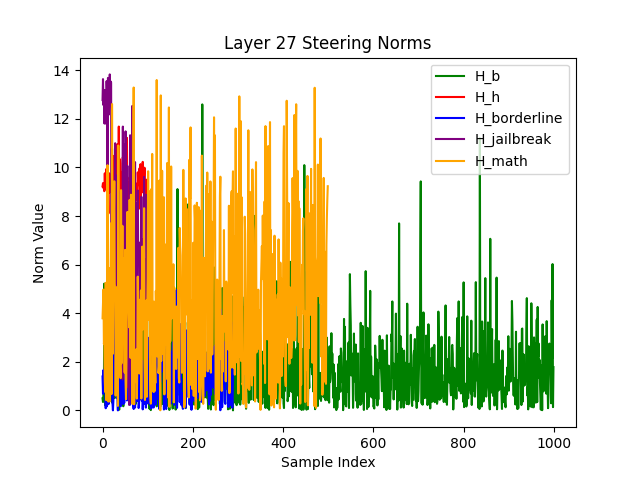 Layer 27 Steering Norms
H_b
H_h
H_borderline
H_jailbreak
H_math
Norm Value
14
12
10
8
6
4
2
0
0 200 400 600 800 1000
Sample Index